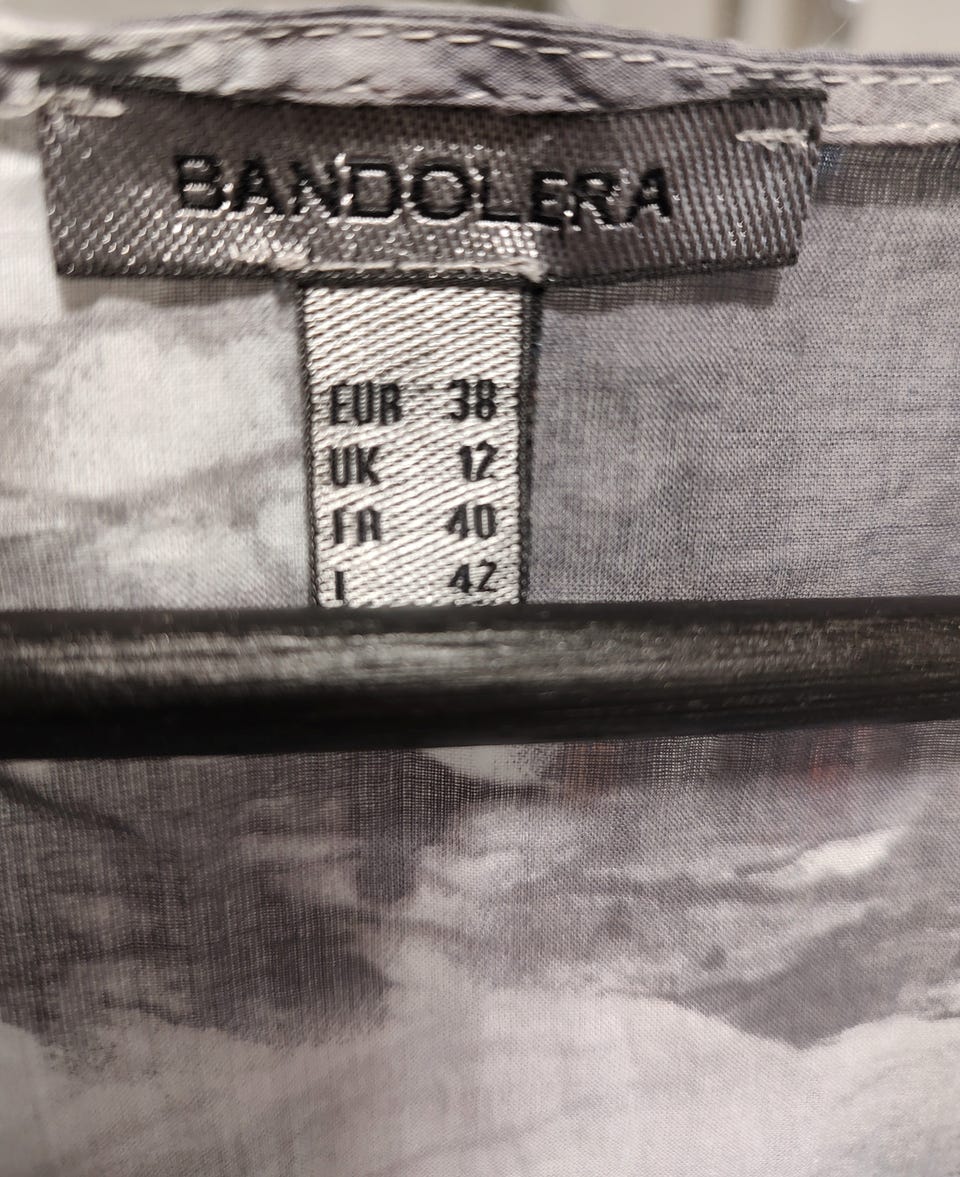 BANDOLERA
EUR 38
UK 12
FR 40
I 42